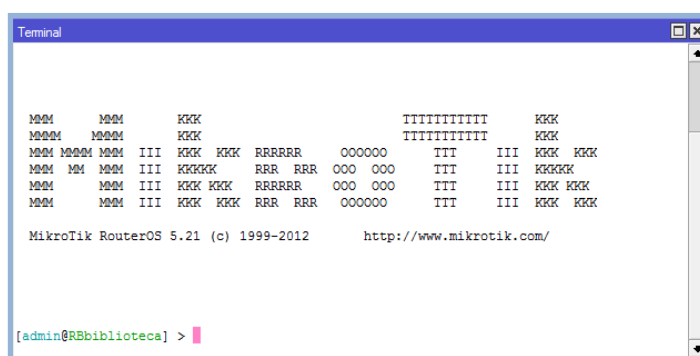 Terminal
MMM      MMM       KKK                          TTTTTTTTTTT      KKK
MMMM    MMMM       KKK                          TTTTTTTTTTT      KKK
MMM MMMM MMM  III  KKK  KKK  RRRRRR     OOOOOO      TTT     III  KKK  KKK
MMM  MM  MMM  III  KKKKK     RRR  RRR  OOO  OOO     TTT     III  KKKKK
MMM      MMM  III  KKK KKK   RRRRRR    OOO  OOO     TTT     III  KKK KKK
MMM      MMM  III  KKK  KKK  RRR  RRR   OOOOOO      TTT     III  KKK  KKK
MikroTik RouterOS 5.21 (c) 1999-2012       http://www.mikrotik.com/
[admin@RBbiblioteca] >